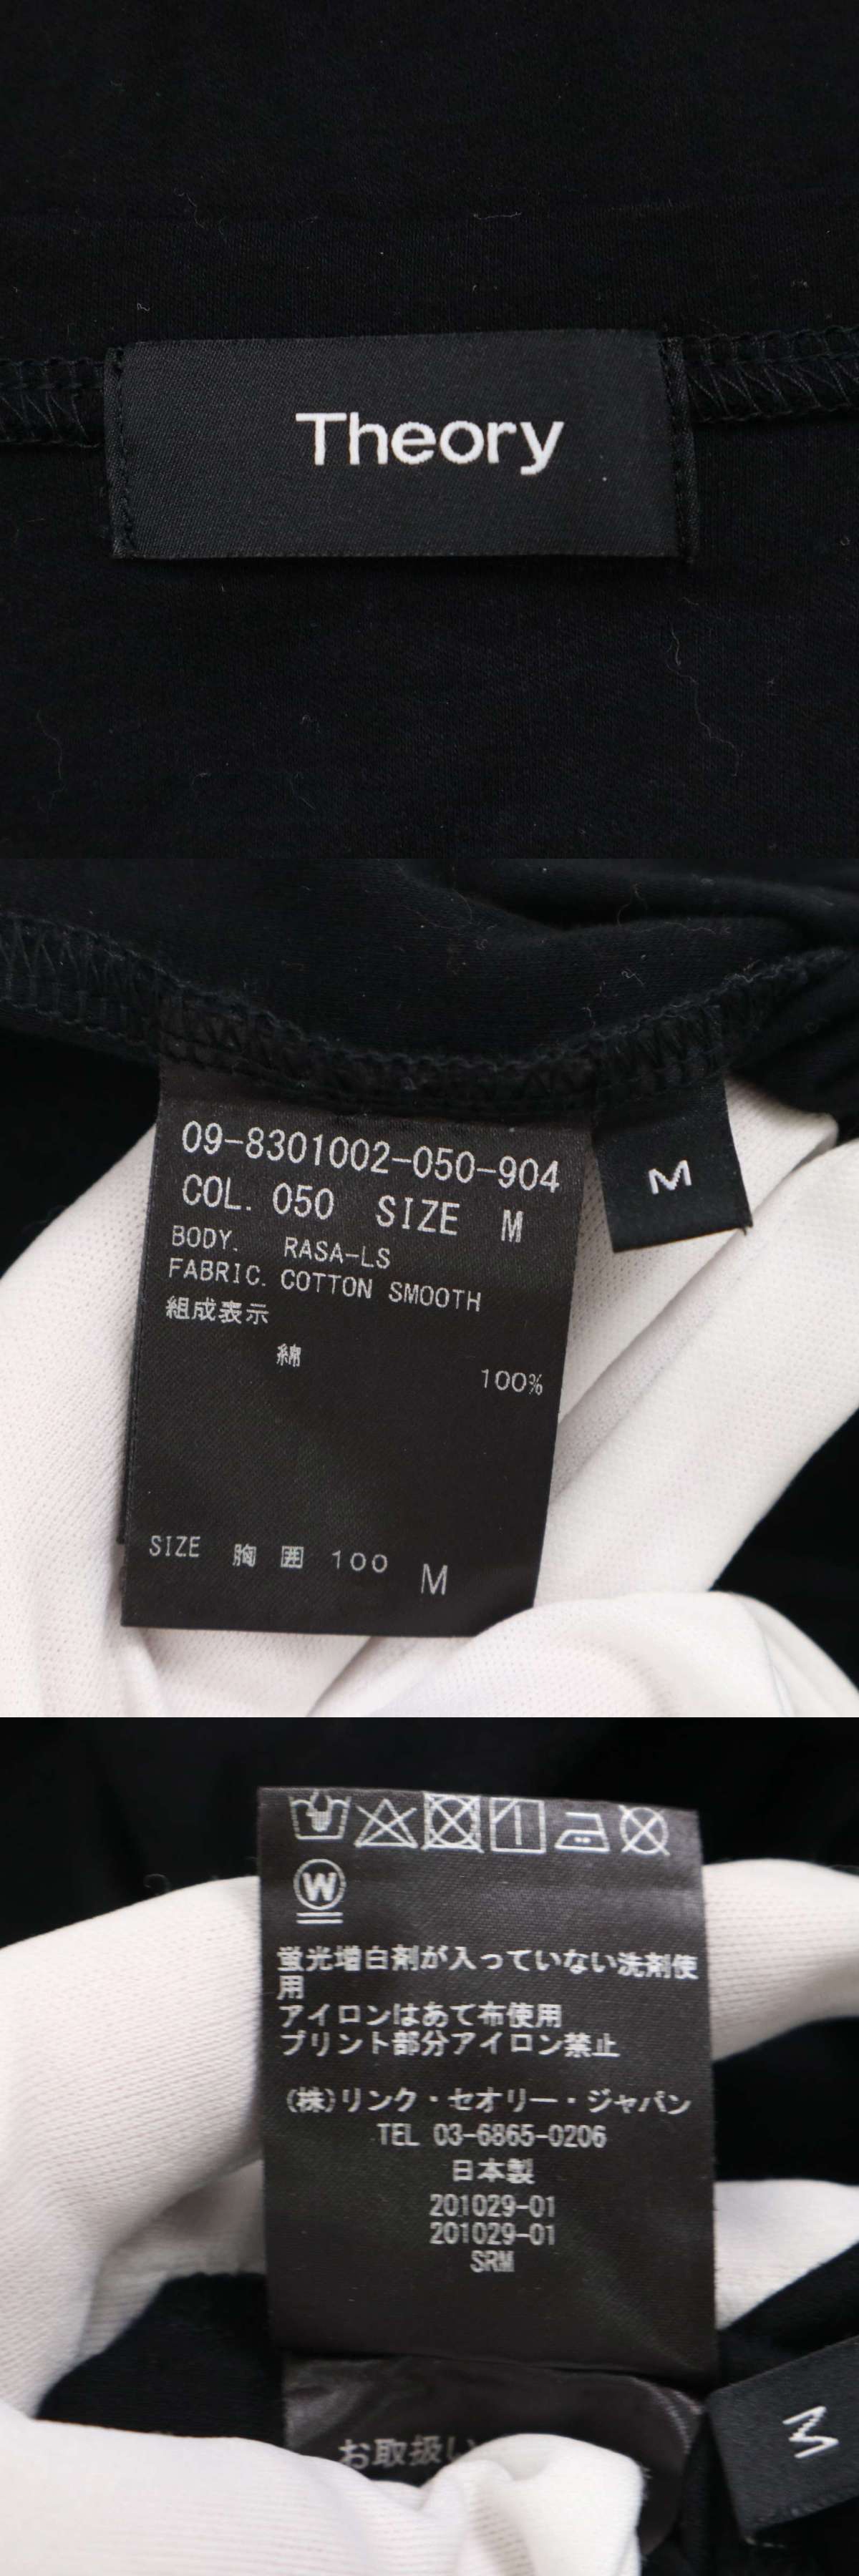 Theory
09-8301002-050-904
COL. 050 SIZE M
BODY. RASA-LS
FABRIC. COTTON SMOOTH
組成表示
綿 100%
SIZE 胸囲 100 M
M
W
蛍光増白剤が入っていない洗剤使
用
アイロンはあて布使用
プリント部分アイロン禁止
(株)リンク・セオリー・ジャパン
TEL 03-6865-0206
日本製
201029-01
201029-01
SRM
お取扱い
M